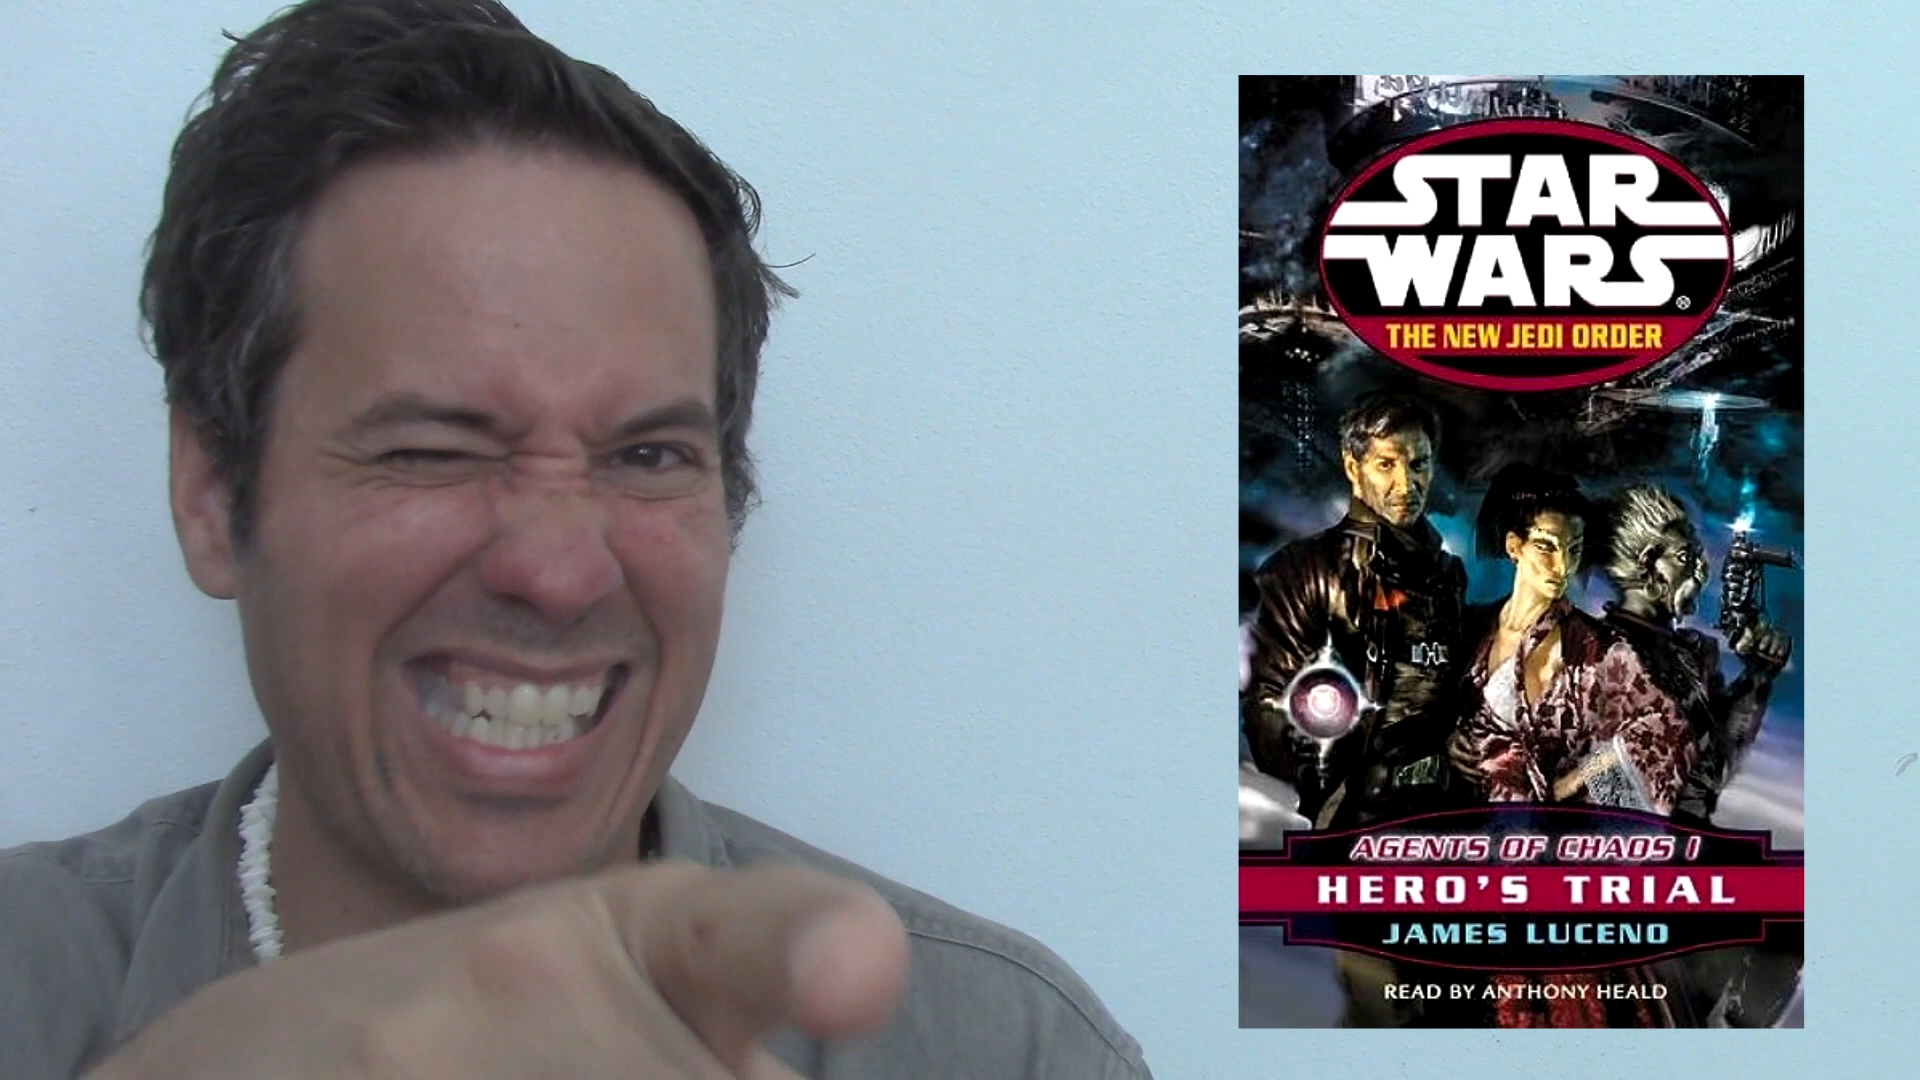 STAR
WARS®
THE NEW JEDI ORDER
AGENTS OF CHAOS I
HERO'S TRIAL
JAMES LUCENO
READ BY ANTHONY HEALD